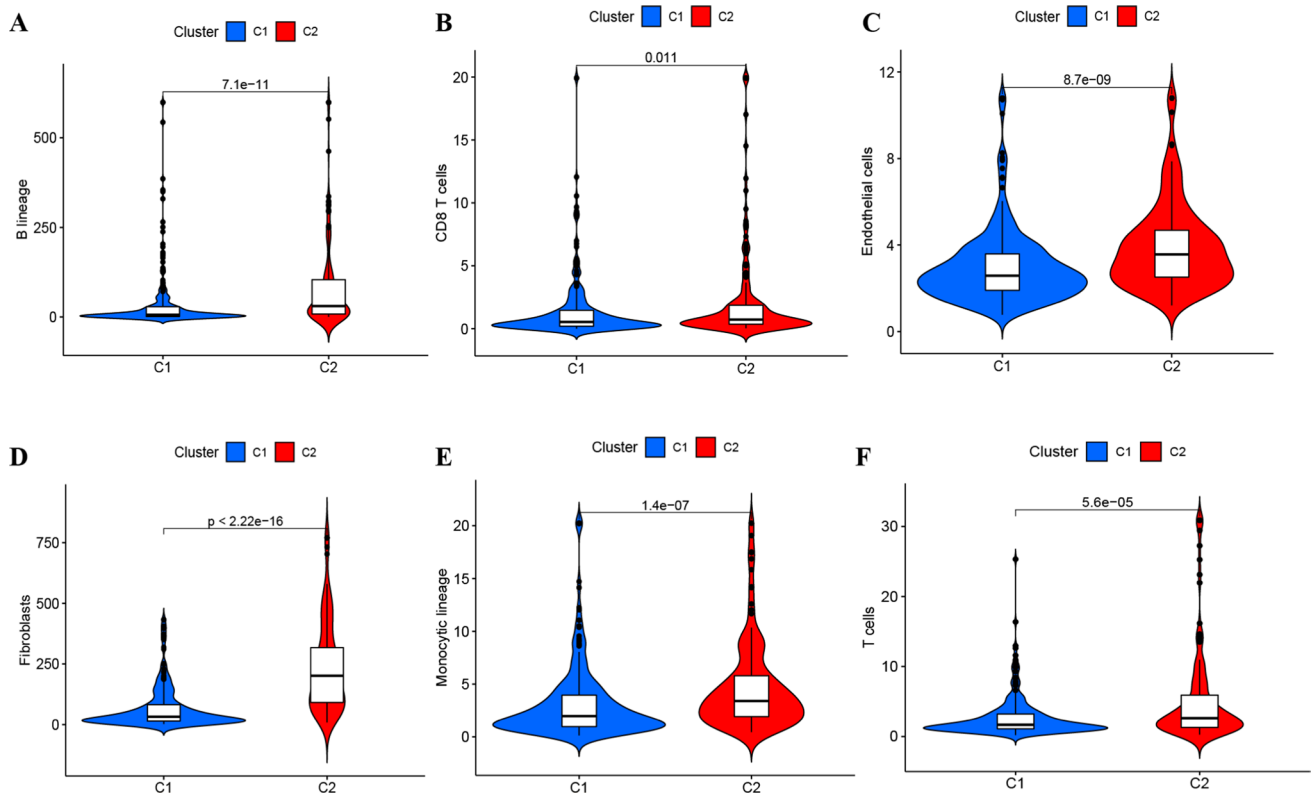 A
Cluster C1 C2
7.1e−11
500
250
0
B lineage
C1 C2
B
Cluster C1 C2
0.011
20
15
10
5
0
CD8 T cells
C1 C2
C
Cluster C1 C2
8.7e−09
12
8
4
0
Endothelial cells
C1 C2
D
Cluster C1 C2
p < 2.22e−16
750
500
250
0
Fibroblasts
C1 C2
E
Cluster C1 C2
1.4e−07
20
15
10
5
0
Monocytic lineage
C1 C2
F
Cluster C1 C2
5.6e−05
30
20
10
0
T cells
C1 C2